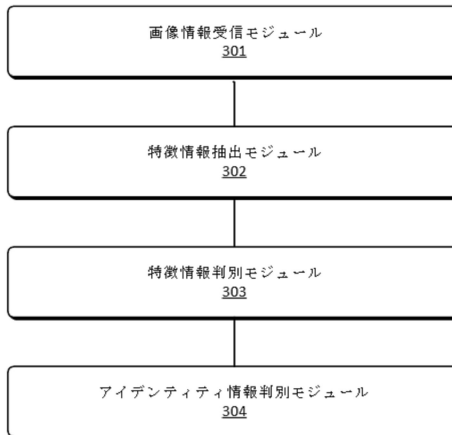 画像情報受信モジュール
301
特徴情報抽出モジュール
302
特徴情報判別モジュール
303
アイデンティティ情報判別モジュール
304